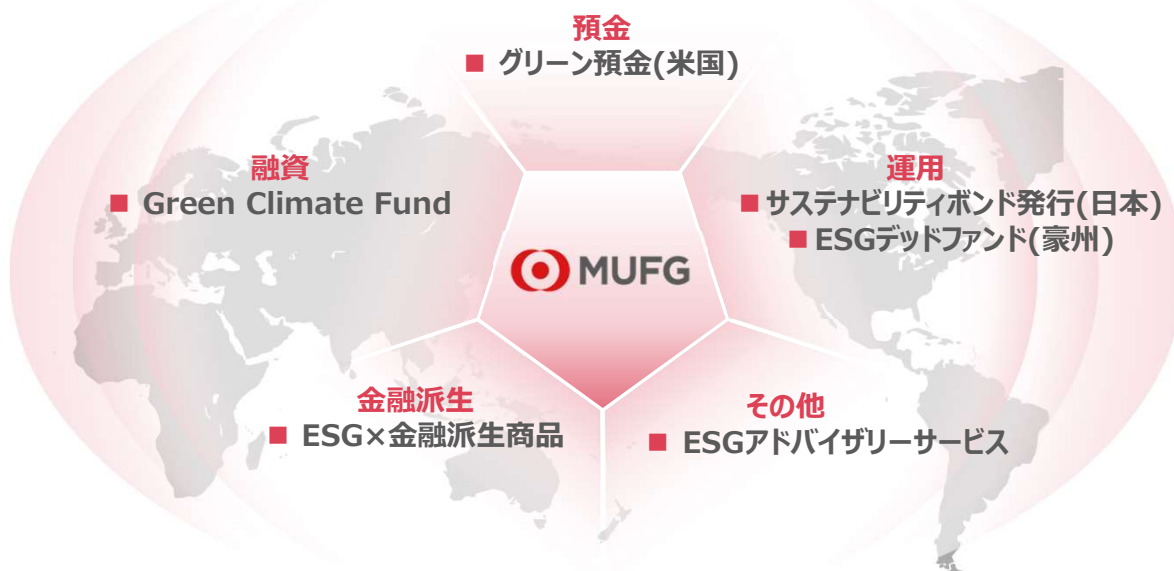 預金
■ グリーン預金(米国)
融資
■ Green Climate Fund
運用
■ サステナビリティボンド発行(日本)
■ ESGデッドファンド(豪州)
MUFG
金融派生
■ ESG×金融派生商品
その他
■ ESGアドバイザリーサービス